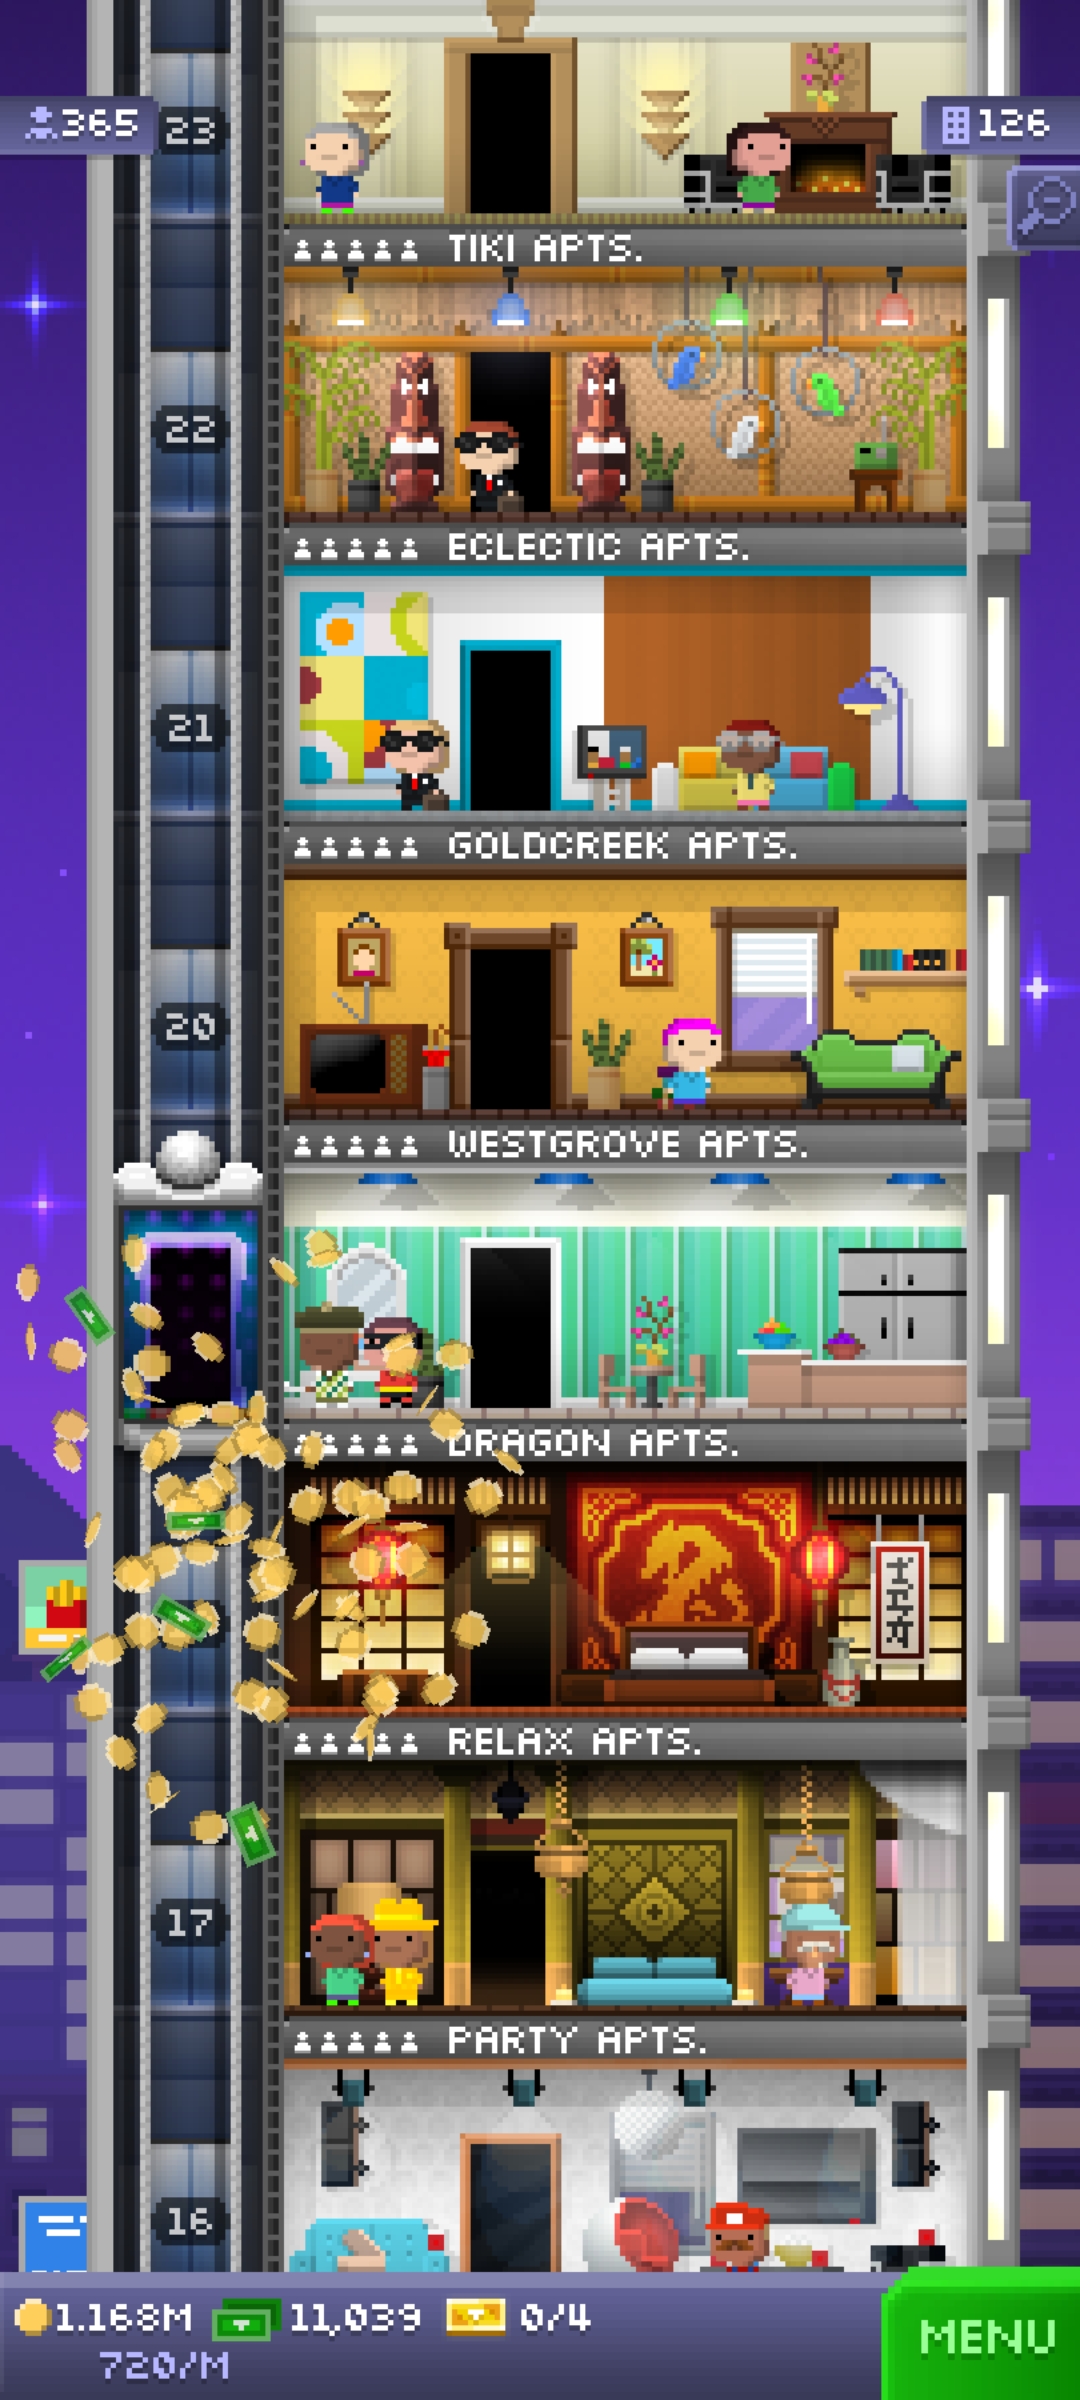 365
23
126
TIKI APTS.
22
ECLECTIC APTS.
21
GOLDCREEK APTS.
20
WESTGROVE APTS.
DRAGON APTS.
RELAX APTS.
17
PARTY APTS.
16
1.168M 11,039 0/4
720/M
MENU